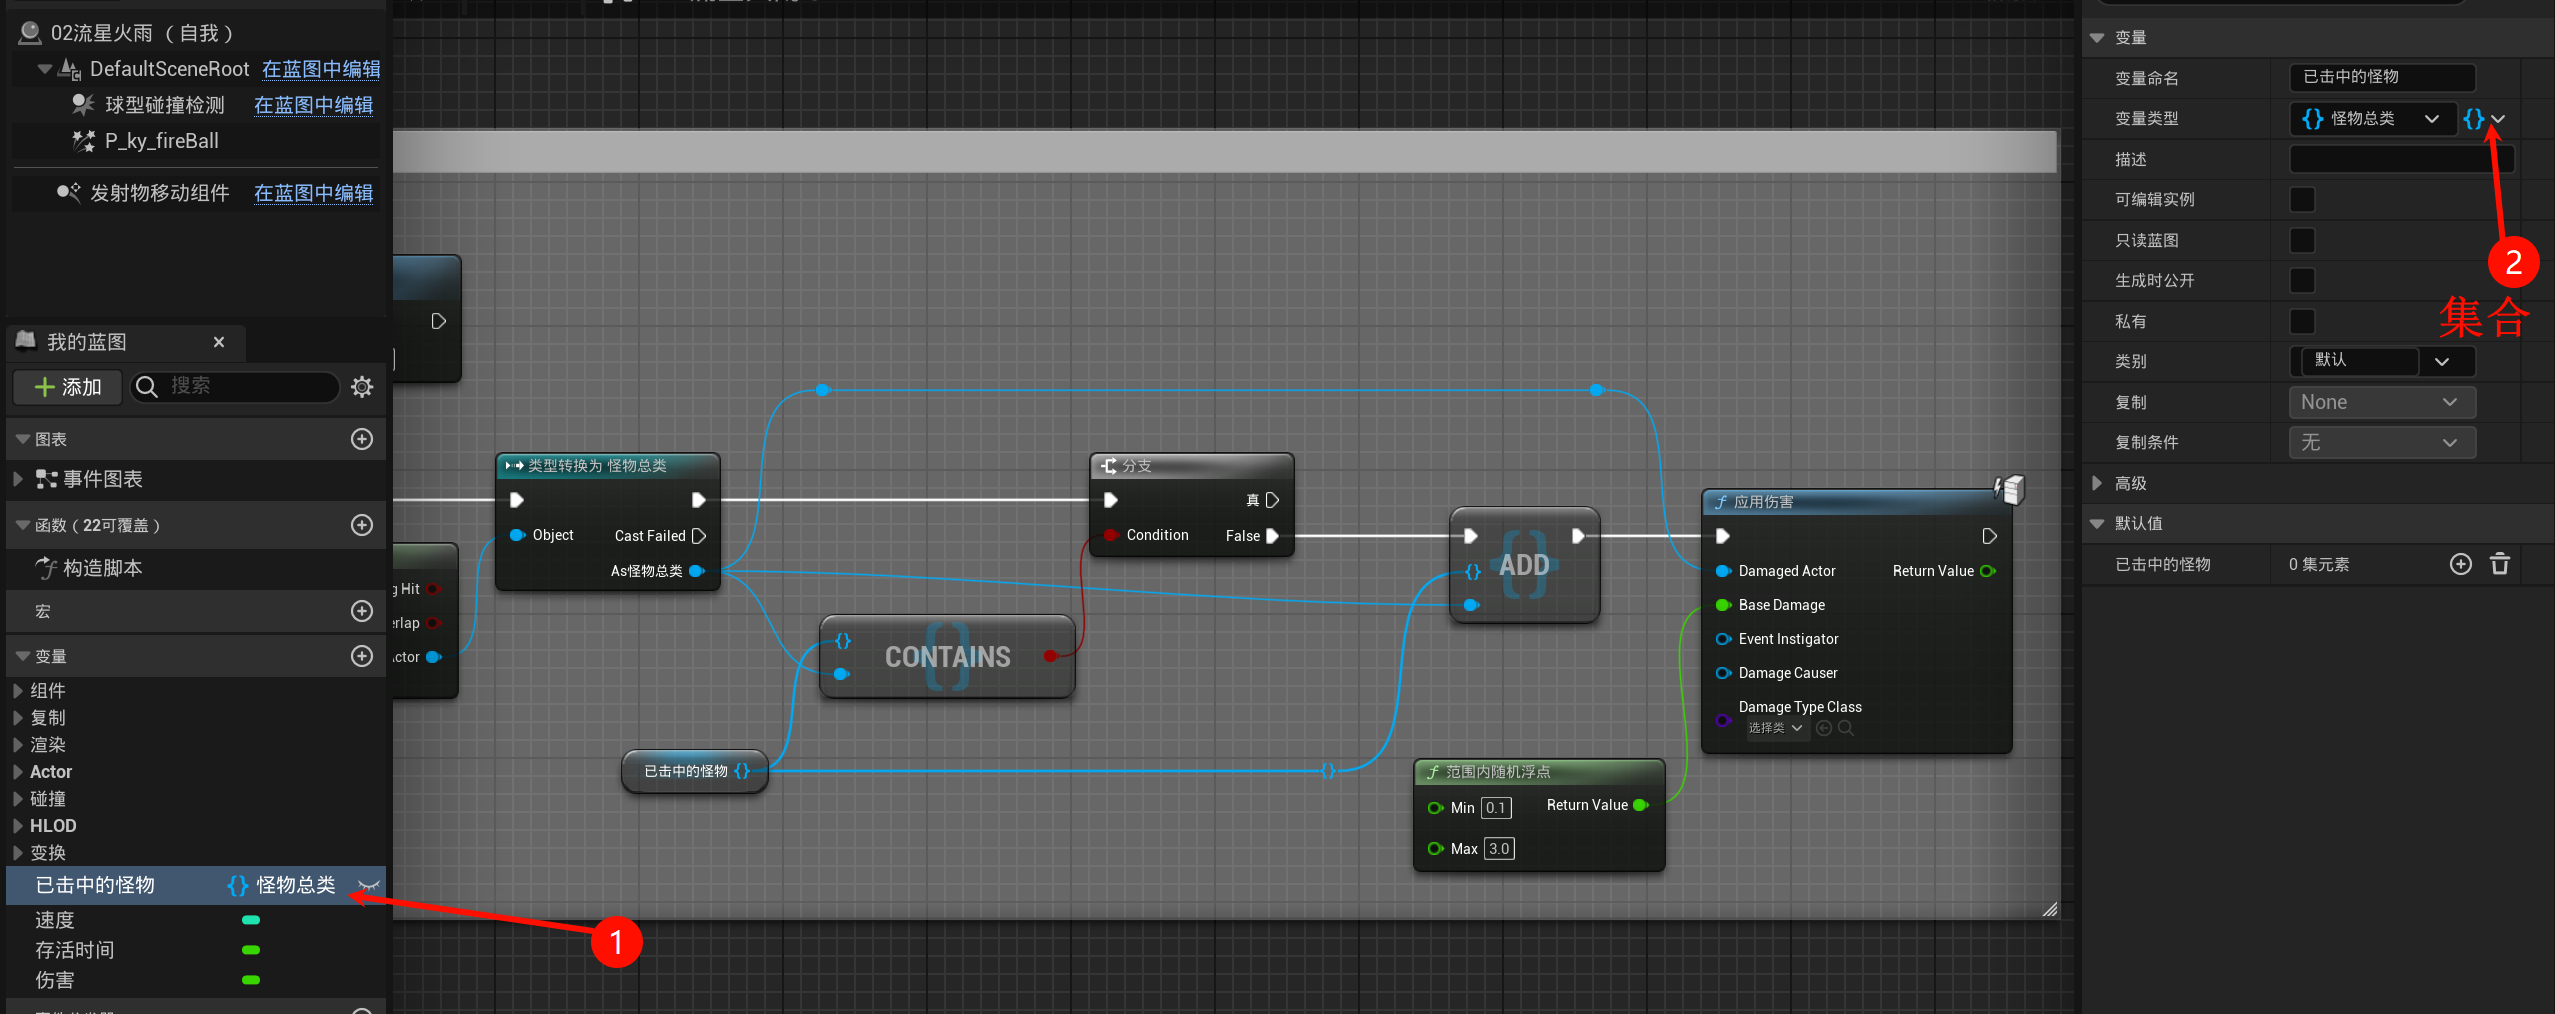 02流星火雨 （自我）
DefaultSceneRoot 在蓝图中编辑
球型碰撞检测 在蓝图中编辑
P_ky_fireBall
发射物移动组件 在蓝图中编辑
我的蓝图
添加 搜索
图表
事件图表
函数（22可覆盖）
构造脚本
宏
变量
组件
复制
渲染
Actor
碰撞
HLOD
变换
已击中的怪物 怪物总类
速度
存活时间
伤害
1
g Hit
erlap
Actor
类型转换为 怪物总类
Object
Cast Failed
As怪物总类
CONTAINS
已击中的怪物
分支
真
Condition
False
ADD
范围内随机浮点
Min 0.1
Return Value
Max 3.0
应用伤害
Damaged Actor
Return Value
Base Damage
Event Instigator
Damage Causer
Damage Type Class
选择类
变量
变量命名 已击中的怪物
变量类型 怪物总类
描述
可编辑实例
只读蓝图
生成时公开
私有
类别 默认
复制 None
复制条件 无
高级
默认值
已击中的怪物 0 集元素
2
集合